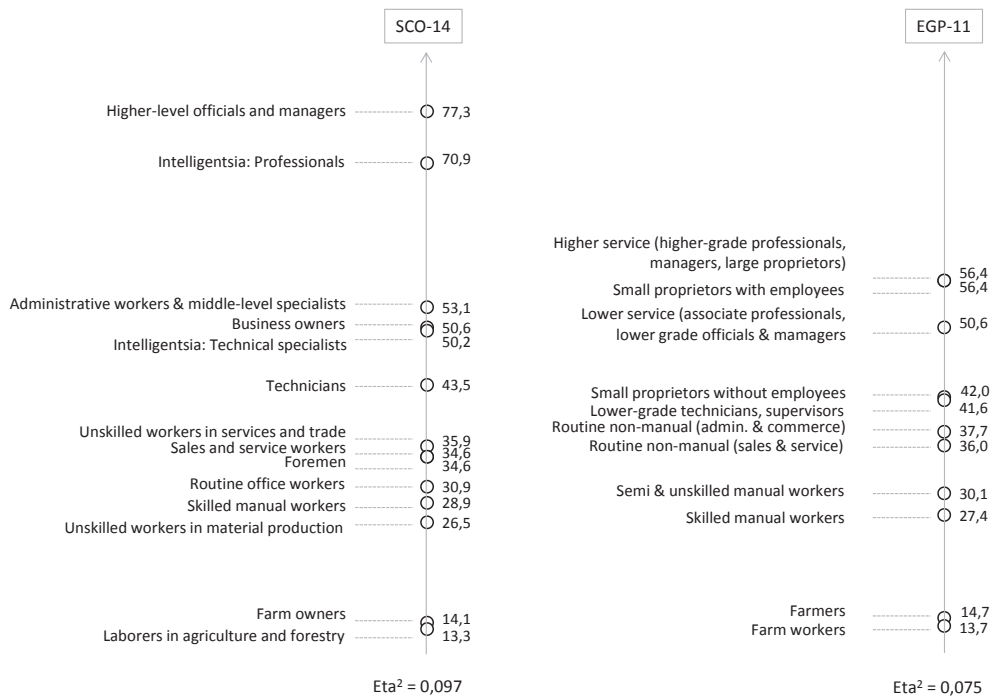 SCO-14
Higher-level officials and managers 77,3
Intelligentsia: Professionals 70,9
Administrative workers & middle-level specialists 53,1
Business owners 50,6
Intelligentsia: Technical specialists 50,2
Technicians 43,5
Unskilled workers in services and trade 35,9
Sales and service workers 34,6
Foremen 34,6
Routine office workers 30,9
Skilled manual workers 28,9
Unskilled workers in material production 26,5
Farm owners 14,1
Laborers in agriculture and forestry 13,3
Eta² = 0,097
EGP-11
Higher service (higher-grade professionals,
managers, large proprietors) 56,4
Small proprietors with employees 56,4
Lower service (associate professionals,
lower grade officials & mamagers 50,6
Small proprietors without employees 42,0
Lower-grade technicians, supervisors 41,6
Routine non-manual (admin. & commerce) 37,7
Routine non-manual (sales & service) 36,0
Semi & unskilled manual workers 30,1
Skilled manual workers 27,4
Farmers 14,7
Farm workers 13,7
Eta² = 0,075